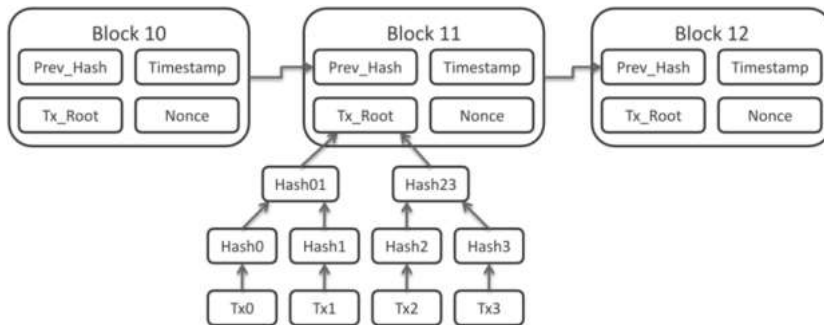 Block 10
Prev_Hash Timestamp
Tx_Root Nonce
Block 11
Prev_Hash Timestamp
Tx_Root Nonce
Block 12
Prev_Hash Timestamp
Tx_Root Nonce
Hash01 Hash23
Hash0 Hash1 Hash2 Hash3
Tx0 Tx1 Tx2 Tx3